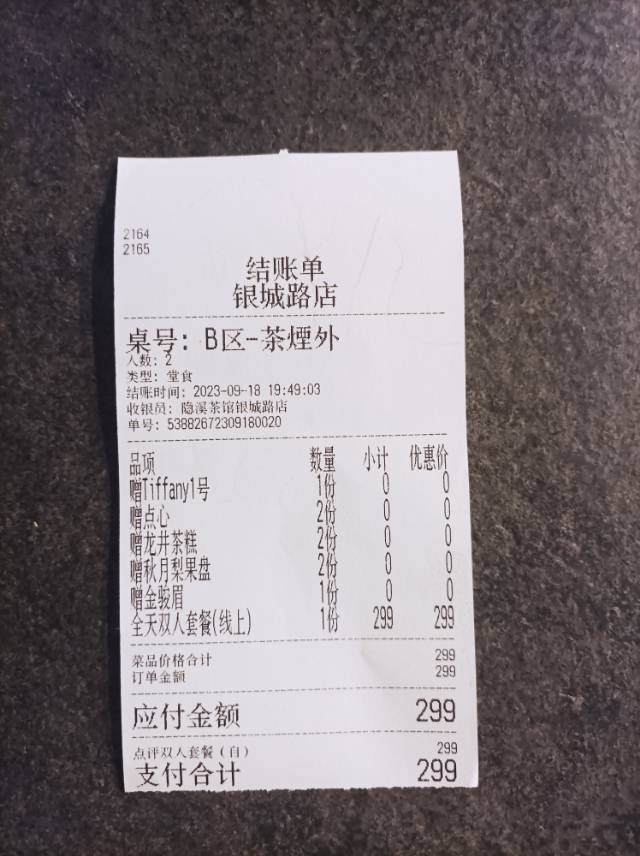 2164
2165
结账单
银城路店
桌号: B区-茶煙外
人数: 2
类型: 堂食
结账时间: 2023-09-18 19:49:03
收银员: 隐溪茶馆银城路店
单号: 53882672309180020
品项 数量 小计 优惠价
赠Tiffany1号 1份 0 0
赠点心 2份 0 0
赠龙井茶糕 2份 0 0
赠秋月梨果盘 2份 0 0
赠金骏眉 1份 0 0
全天双人套餐(线上) 1份 299 299
菜品价格合计 299
订单金额 299
应付金额 299
点评双人套餐(自) 299
支付合计 299